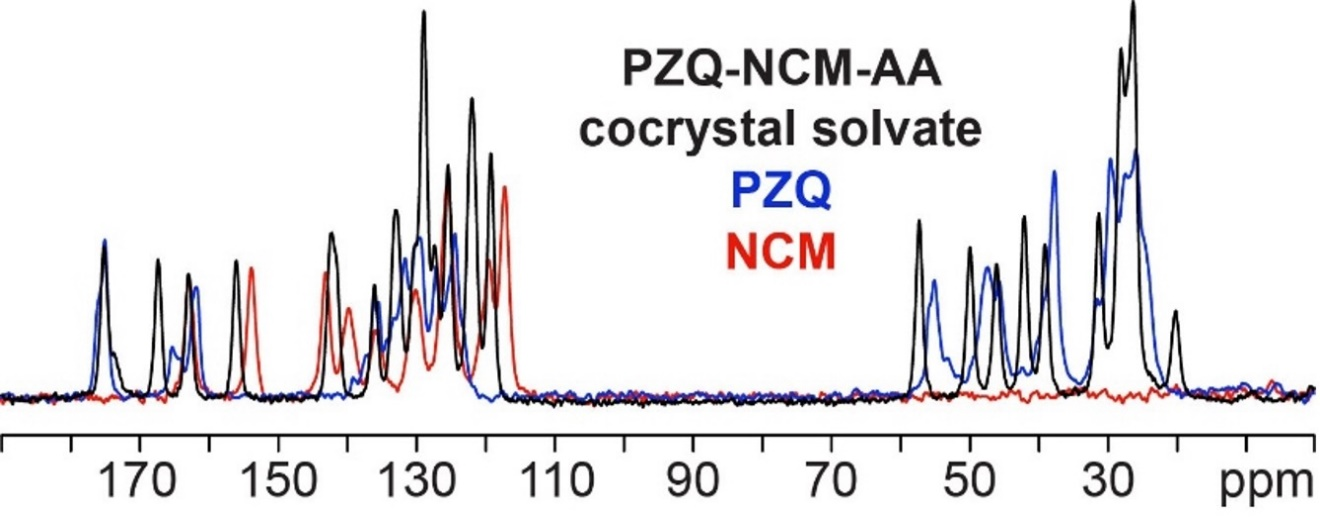 PZQ-NCM-AA
cocrystal solvate
PZQ
NCM
170 150 130 110 90 70 50 30 ppm